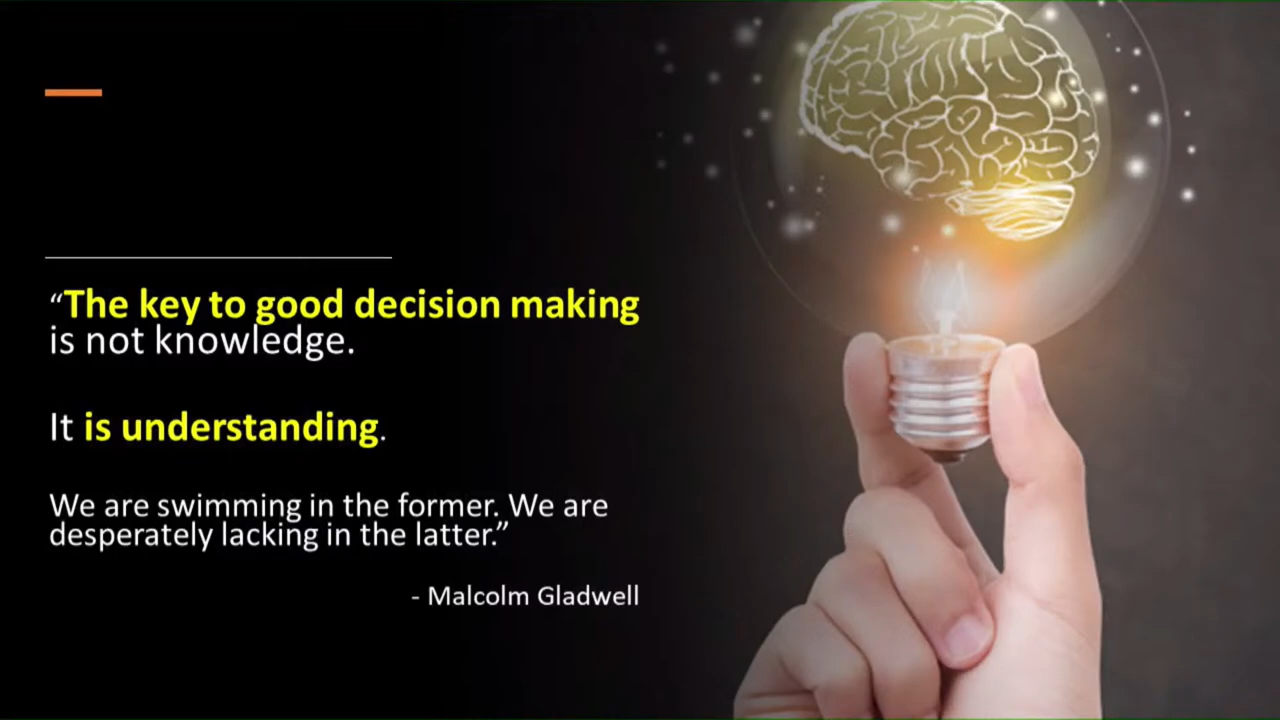 “The key to good decision making
is not knowledge.
It is understanding.
We are swimming in the former. We are
desperately lacking in the latter.”
- Malcolm Gladwell